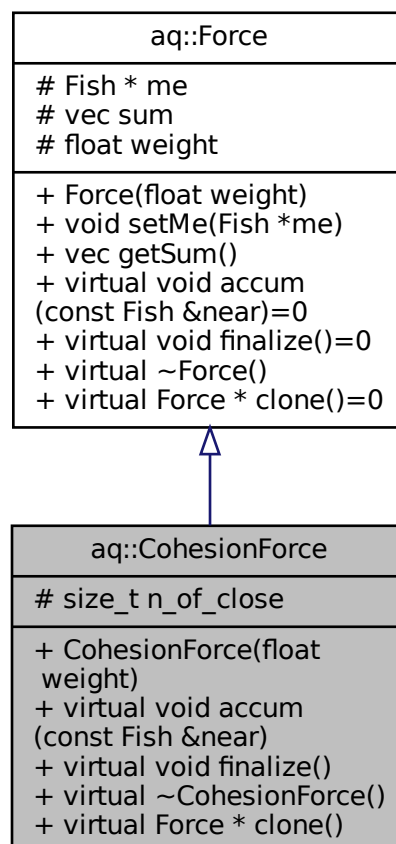 aq::Force
# Fish * me
# vec sum
# float weight
+ Force(float weight)
+ void setMe(Fish *me)
+ vec getSum()
+ virtual void accum
(const Fish &near)=0
+ virtual void finalize()=0
+ virtual ~Force()
+ virtual Force * clone()=0
aq::CohesionForce
# size_t n_of_close
+ CohesionForce(float
weight)
+ virtual void accum
(const Fish &near)
+ virtual void finalize()
+ virtual ~CohesionForce()
+ virtual Force * clone()